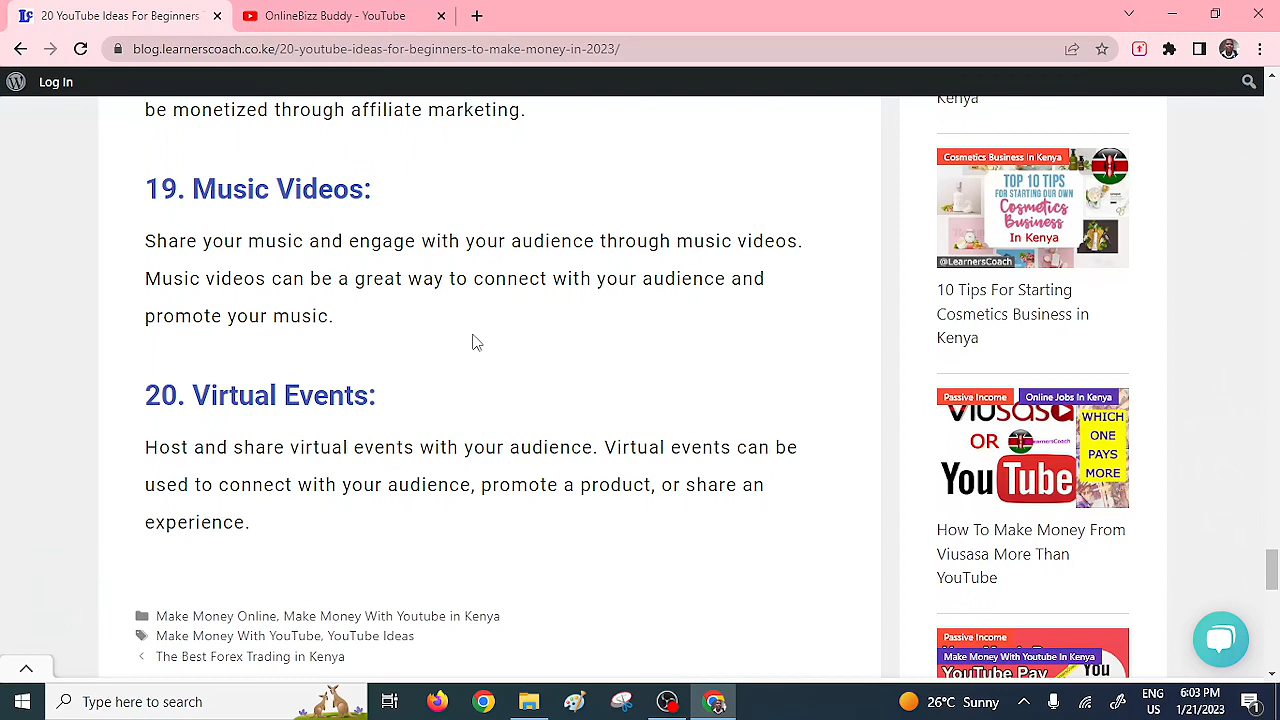 20 YouTube Ideas For Beginners
OnlineBizz Buddy - YouTube
blog.learnerscoach.co.ke/20-youtube-ideas-for-beginners-to-make-money-in-2023/
Log In
be monetized through affiliate marketing.
19. Music Videos:
Share your music and engage with your audience through music videos.
Music videos can be a great way to connect with your audience and
promote your music.
20. Virtual Events:
Host and share virtual events with your audience. Virtual events can be
used to connect with your audience, promote a product, or share an
experience.
Make Money Online, Make Money With Youtube in Kenya
Make Money With YouTube, YouTube Ideas
The Best Forex Trading in Kenya
Kenya
Cosmetics Business In Kenya
TOP 10 TIPS
FOR STARTING OUR OWN
Cosmetics
Business
In Kenya
@LearnersCoach
10 Tips For Starting
Cosmetics Business in
Kenya
Passive Income
Online Jobs In Kenya
VIUSASA
OR
LearnersCoach
YouTube
WHICH
ONE
PAYS
MORE
How To Make Money From
Viusasa More Than
YouTube
Passive Income
Make Money With Youtube In Kenya
YouTube Pay
You
Type here to search
26°C Sunny
ENG
US
6:03 PM
1/21/2023